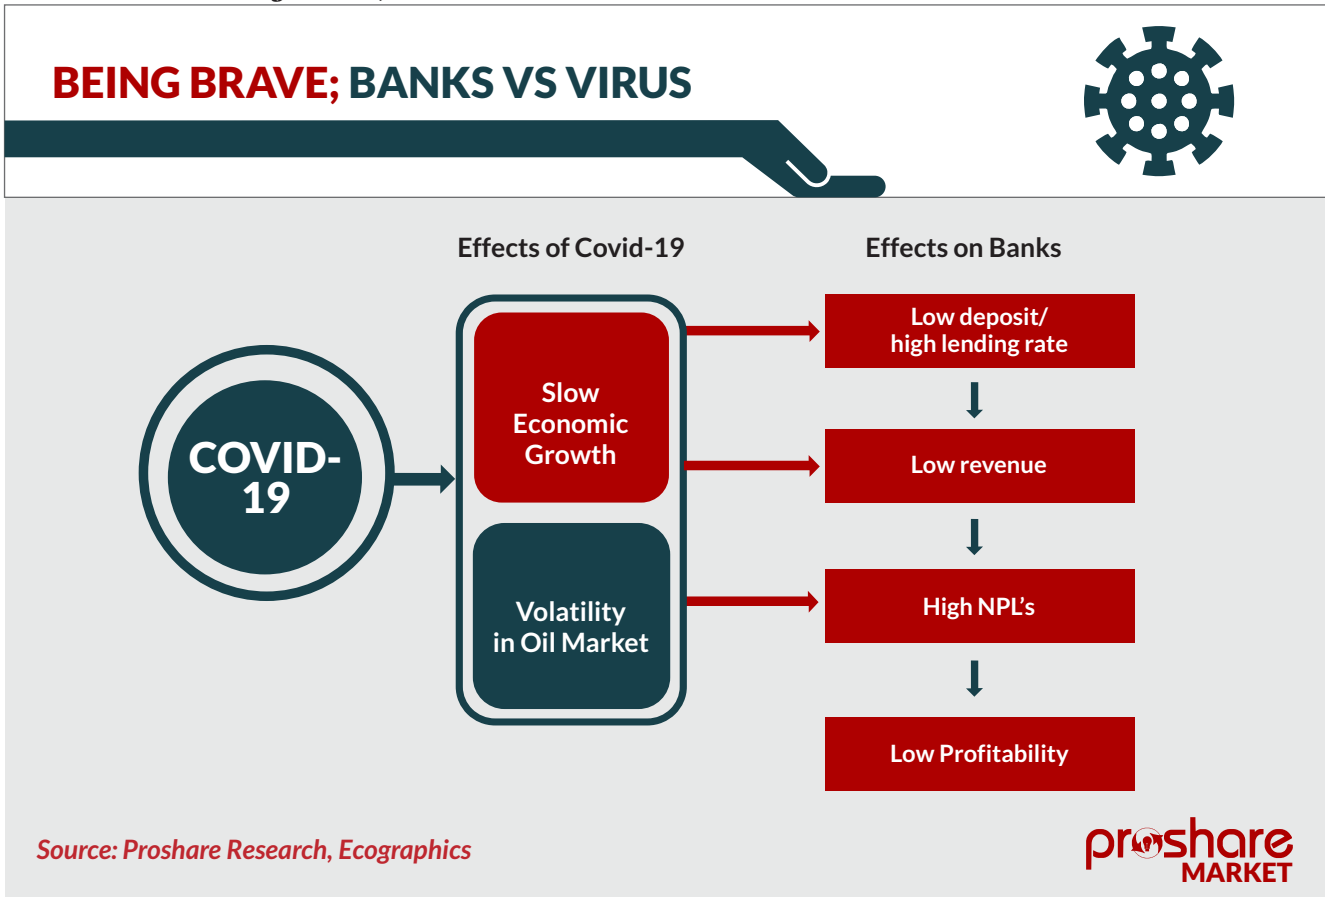 BEING BRAVE; BANKS VS VIRUS
Effects of Covid-19
Effects on Banks
COVID-
19
Slow
Economic
Growth
Volatility
in Oil Market
Low deposit/
high lending rate
Low revenue
High NPL's
Low Profitability
Source: Proshare Research, Ecographics
proshare
MARKET